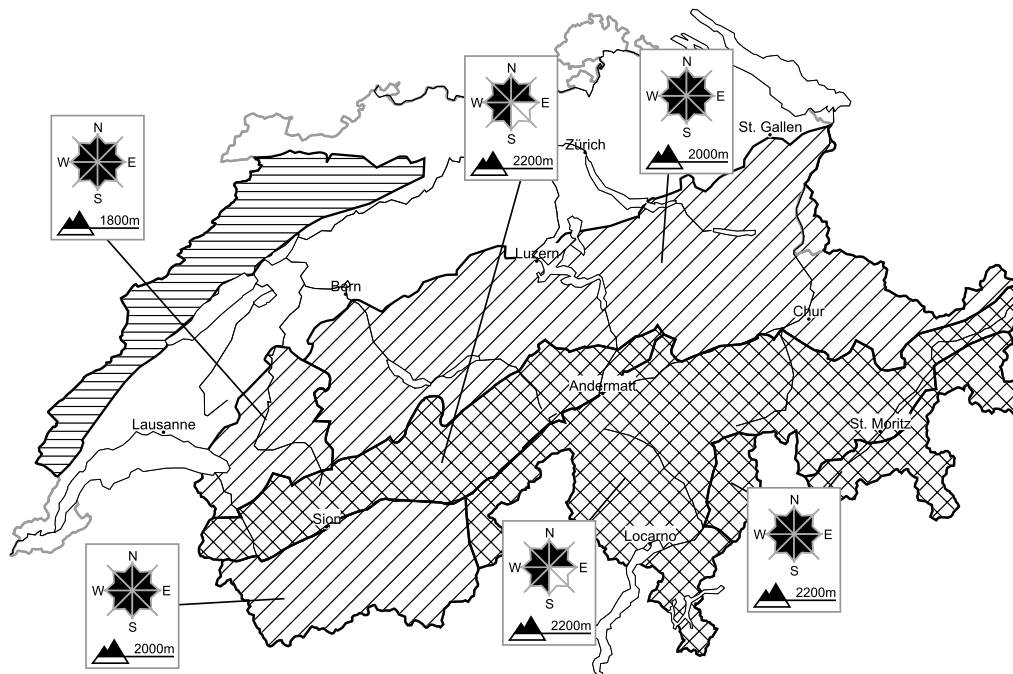 N
W E
S
2200m
N
W E
S
2000m
N
W E
S
1800m
St. Gallen
Zürich
Luzern
Bern
Chur
Andermatt
Lausanne
St. Moritz
Sion
Locarno
N
W E
S
2200m
N
W E
S
2200m
N
W E
S
2000m